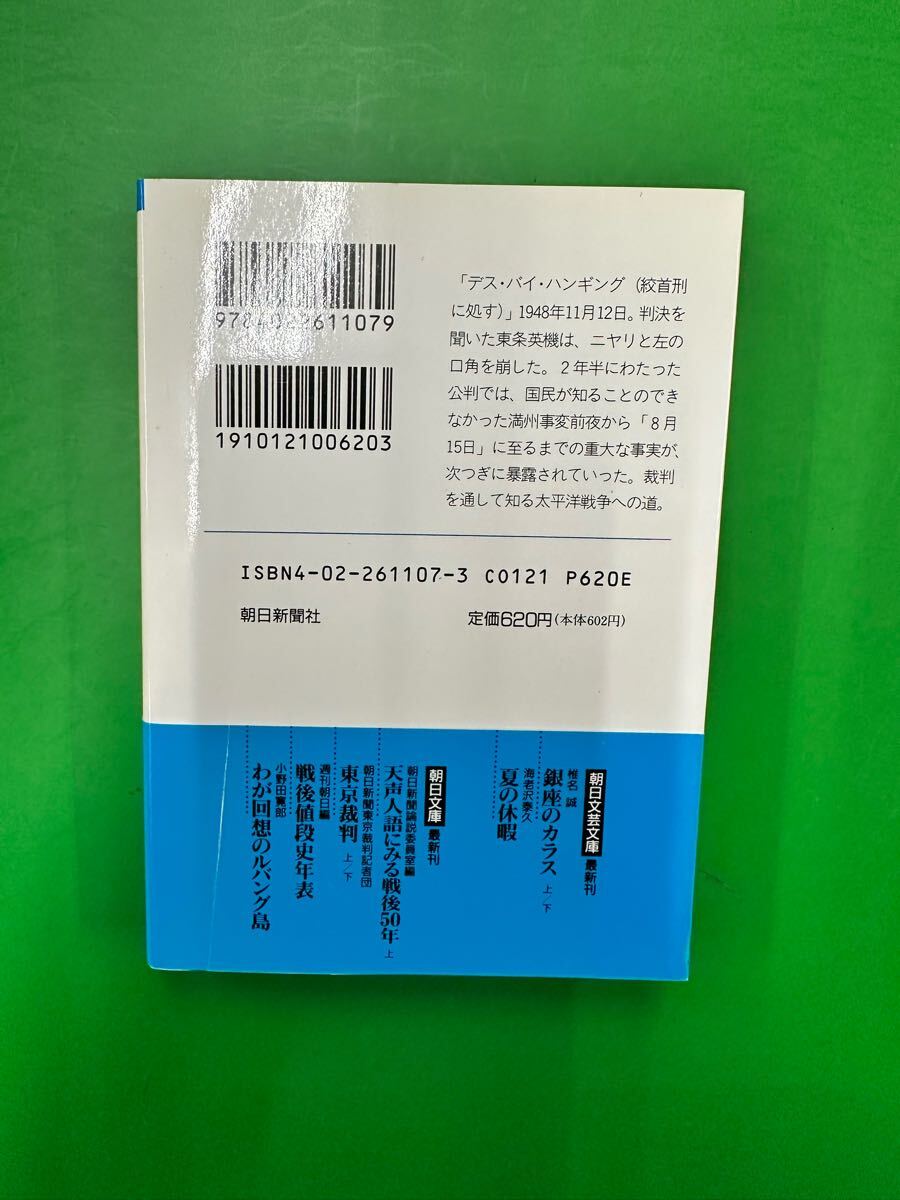 9784022611079
1910121006203
「デス・バイ・ハンギング（絞首刑
に処す）」1948年11月12日。判決を
聞いた東条英機は、ニヤリと左の
口角を崩した。２年半にわたった
公判では、国民が知ることのでき
なかった満州事変前夜から「８月
15日」に至るまでの重大な事実が、
次つぎに暴露されていった。裁判
を通して知る太平洋戦争への道。
ISBN4-02-261107-3 C0121 P620E
朝日新聞社
定価620円（本体602円）
朝日文芸文庫 最新刊
椎名 誠
銀座のカラス 上／下
海老沢泰久
夏の休暇
朝日文庫 最新刊
朝日新聞論説委員室編
天声人語にみる戦後50年 上
朝日新聞東京裁判記者団
東京裁判 上／下
週刊朝日編
戦後値段史年表
小野田寛郎
わが回想のルバング島